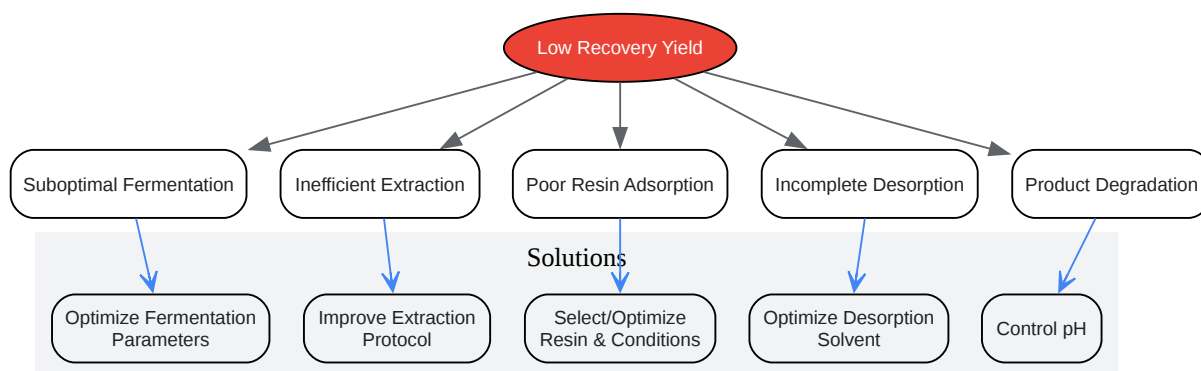 Low Recovery Yield
Suboptimal Fermentation
Inefficient Extraction
Poor Resin Adsorption
Incomplete Desorption
Product Degradation
Solutions
Optimize Fermentation
Parameters
Improve Extraction
Protocol
Select/Optimize
Resin & Conditions
Optimize Desorption
Solvent
Control pH